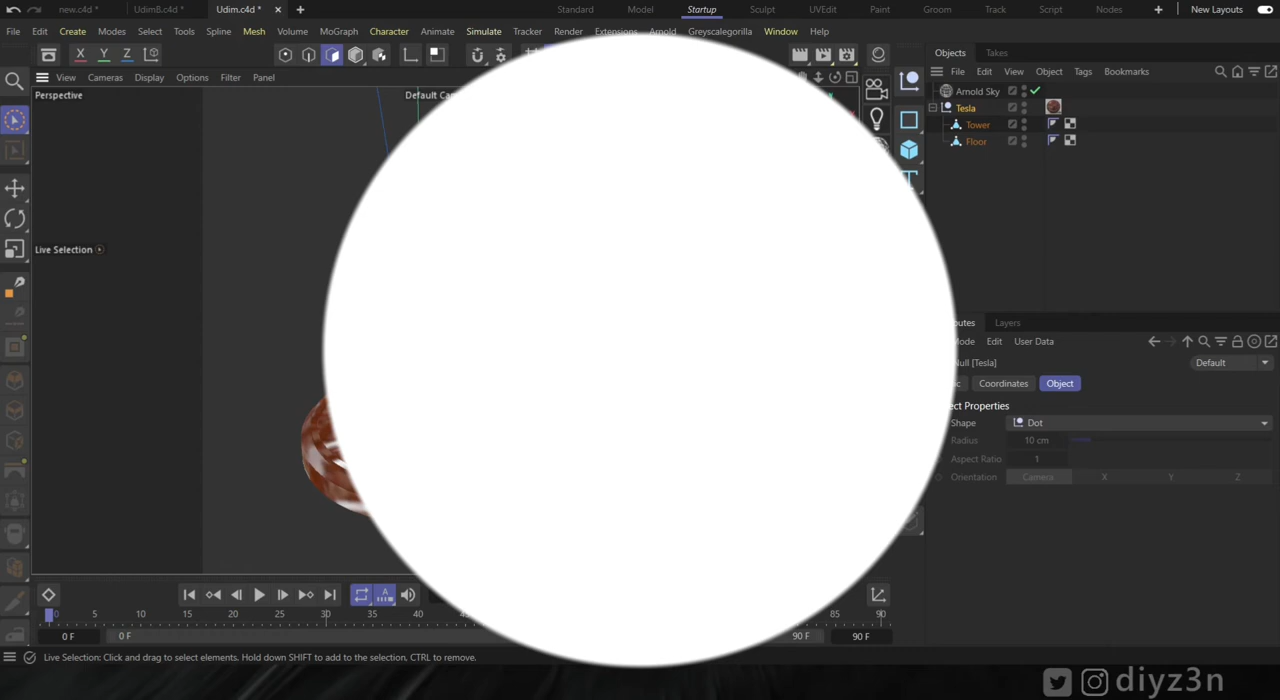 new.c4d *
UdimB.c4d *
Udim.c4d *
Standard
Model
Startup
Sculpt
UVEdit
Paint
Groom
Track
Script
Nodes
New Layouts
File Edit Create Modes Select Tools Spline Mesh Volume MoGraph Character Animate Simulate Tracker Render Extensions Arnold Greyscalegorilla Window Help
X Y Z
View Cameras Display Options Filter Panel
Perspective
Default Cam
Live Selection
Objects
Takes
File Edit View Object Tags Bookmarks
Arnold Sky
Tesla
Tower
Floor
Layers
Mode Edit User Data
Null [Tesla]
Default
Coordinates
Object
Properties
Shape
Dot
Radius
10 cm
Aspect Ratio
1
Orientation
Camera
X
Y
Z
0 5 10 15 20 25 30 35 40 85 90
0 F
0 F
90 F
90 F
Live Selection: Click and drag to select elements. Hold down SHIFT to add to the selection, CTRL to remove.
diyz3n